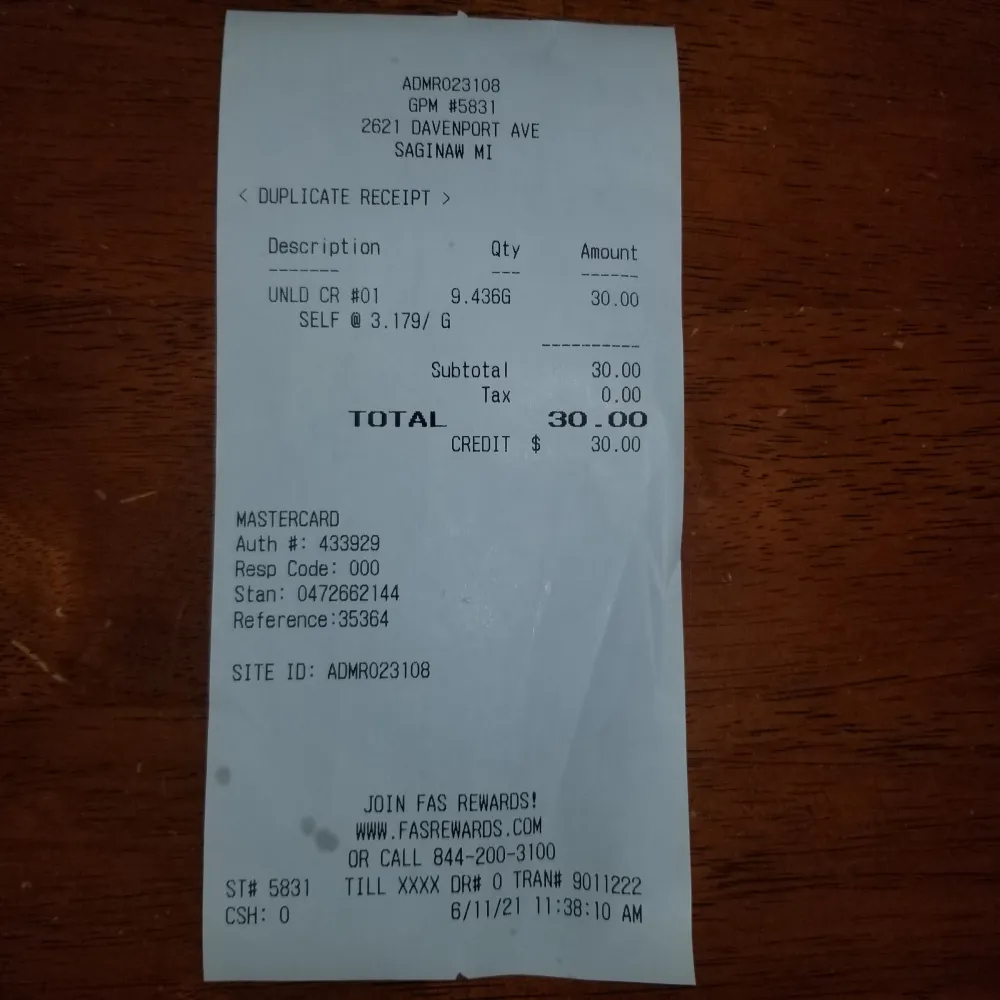 ADMR023108
GPM #5831
2621 DAVENPORT AVE
SAGINAW MI
< DUPLICATE RECEIPT >
Description Qty Amount
------- --- ------
UNLD CR #01 9.436G 30.00
SELF @ 3.179/ G
----------
Subtotal 30.00
Tax 0.00
TOTAL 30.00
CREDIT $ 30.00
MASTERCARD
Auth #: 433929
Resp Code: 000
Stan: 0472662144
Reference:35364
SITE ID: ADMR023108
JOIN FAS REWARDS!
WWW.FASREWARDS.COM
OR CALL 844-200-3100
ST# 5831 TILL XXXX DR# 0 TRAN# 9011222
CSH: 0 6/11/21 11:38:10 AM